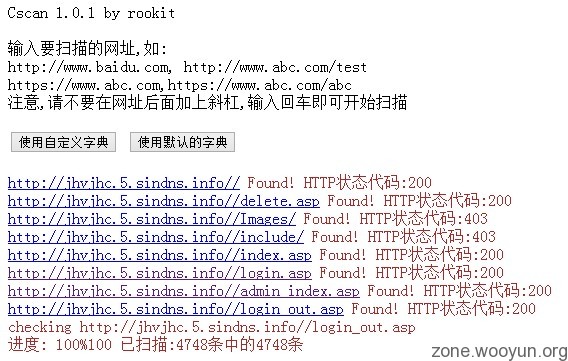 Cscan 1.0.1 by rookit
输入要扫描的网址,如:
http://www.baidu.com, http://www.abc.com/test
https://www.abc.com,https://www.abc.com/abc
注意,请不要在网址后面加上斜杠,输入回车即可开始扫描
使用自定义字典 使用默认的字典
http://jhvjhc.5.sindns.info// Found! HTTP状态代码:200
http://jhvjhc.5.sindns.info//delete.asp Found! HTTP状态代码:200
http://jhvjhc.5.sindns.info//Images/ Found! HTTP状态代码:403
http://jhvjhc.5.sindns.info//include/ Found! HTTP状态代码:403
http://jhvjhc.5.sindns.info//index.asp Found! HTTP状态代码:200
http://jhvjhc.5.sindns.info//login.asp Found! HTTP状态代码:200
http://jhvjhc.5.sindns.info//admin_index.asp Found! HTTP状态代码:200
http://jhvjhc.5.sindns.info//login_out.asp Found! HTTP状态代码:200
checking http://jhvjhc.5.sindns.info//login_out.asp
进度: 100%100 已扫描:4748条中的4748条
zone.wooyun.org